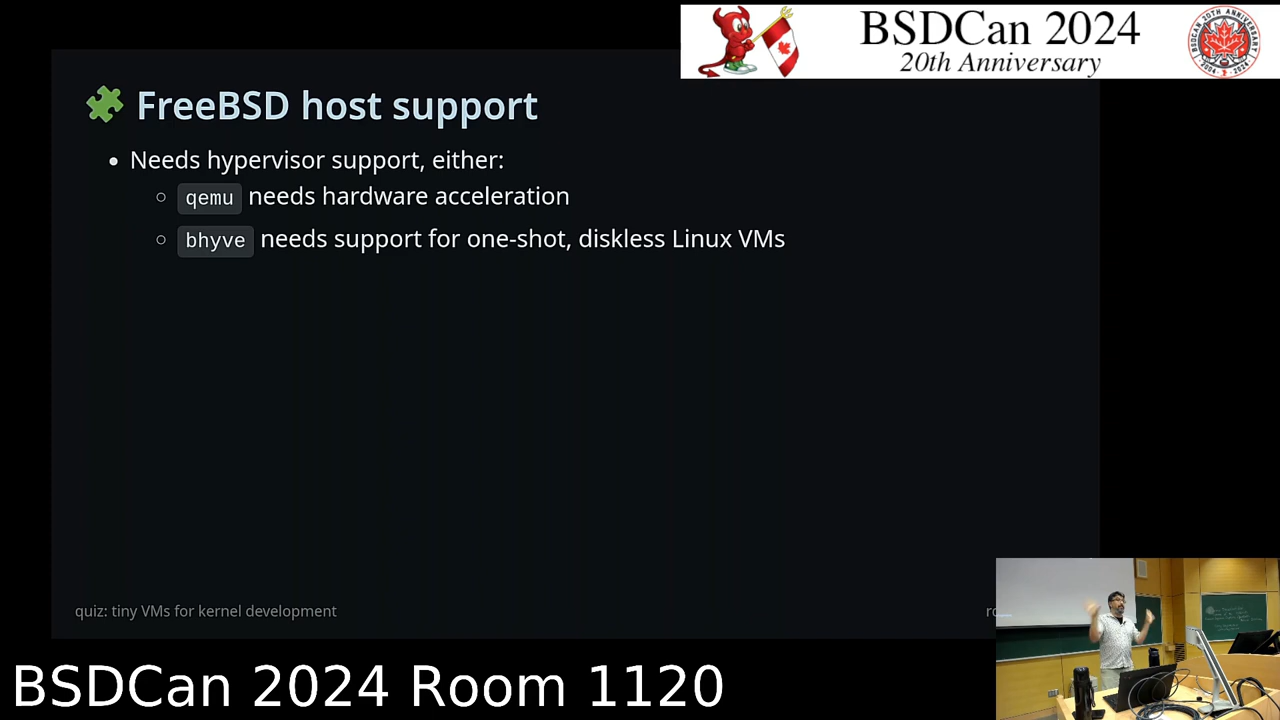 BSDCan 2024
20th Anniversary
FreeBSD host support
Needs hypervisor support, either:
qemu needs hardware acceleration
bhyve needs support for one-shot, diskless Linux VMs
quiz: tiny VMs for kernel development
BSDCan 2024 Room 1120